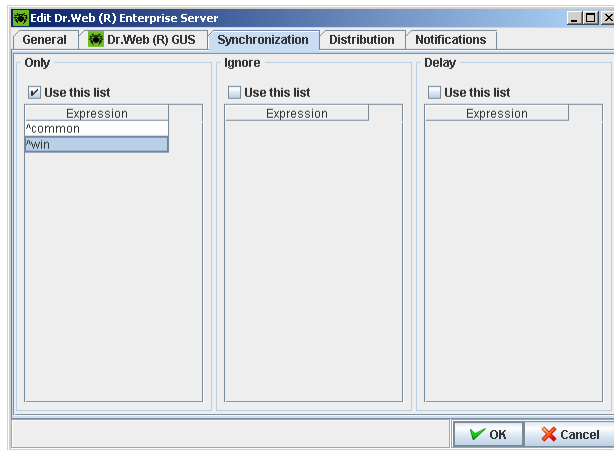 Edit Dr.Web (R) Enterprise Server
General Dr.Web (R) GUS Synchronization Distribution Notifications
Only Ignore Delay
Use this list Use this list Use this list
Expression Expression Expression
^common
^win
OK Cancel